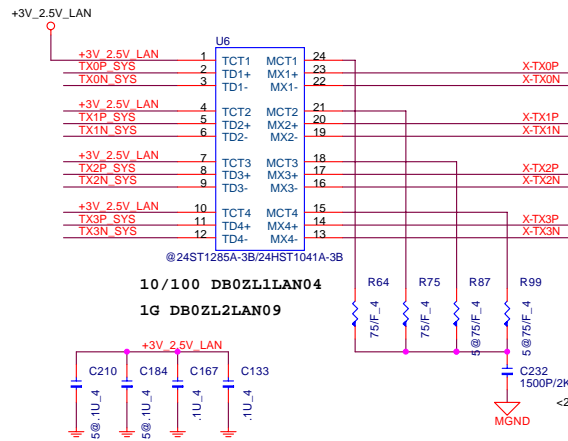 +3V_2.5V_LAN
U6
+3V_2.5V_LAN 1 TCT1 MCT1 24
TX0P_SYS 2 TD1+ MX1+ 23 X-TX0P
TX0N_SYS 3 TD1- MX1- 22 X-TX0N
+3V_2.5V_LAN 4 TCT2 MCT2 21
TX1P_SYS 5 TD2+ MX2+ 20 X-TX1P
TX1N_SYS 6 TD2- MX2- 19 X-TX1N
+3V_2.5V_LAN 7 TCT3 MCT3 18
TX2P_SYS 8 TD3+ MX3+ 17 X-TX2P
TX2N_SYS 9 TD3- MX3- 16 X-TX2N
+3V_2.5V_LAN 10 TCT4 MCT4 15
TX3P_SYS 11 TD4+ MX4+ 14 X-TX3P
TX3N_SYS 12 TD4- MX4- 13 X-TX3N
@24ST1285A-3B/24HST1041A-3B
10/100 DB0ZL1LAN04
1G DB0ZL2LAN09
R64 R75 R87 R99
75/F_4 75/F_4 5@75/F_4 5@75/F_4
+3V_2.5V_LAN
C210 C184 C167 C133
5@.1U_4 5@.1U_4 .1U_4 .1U_4
C232
1500P/2K
<2
MGND